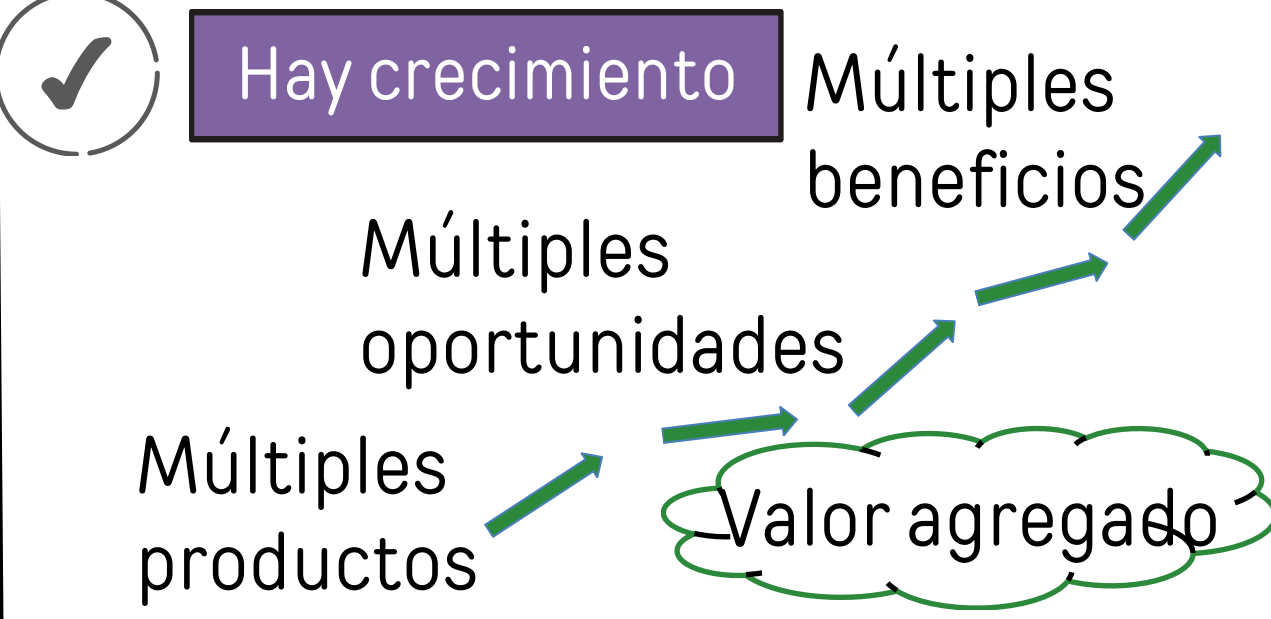 Hay crecimiento
Múltiples
beneficios
Múltiples
oportunidades
Múltiples
productos
Valor agregado